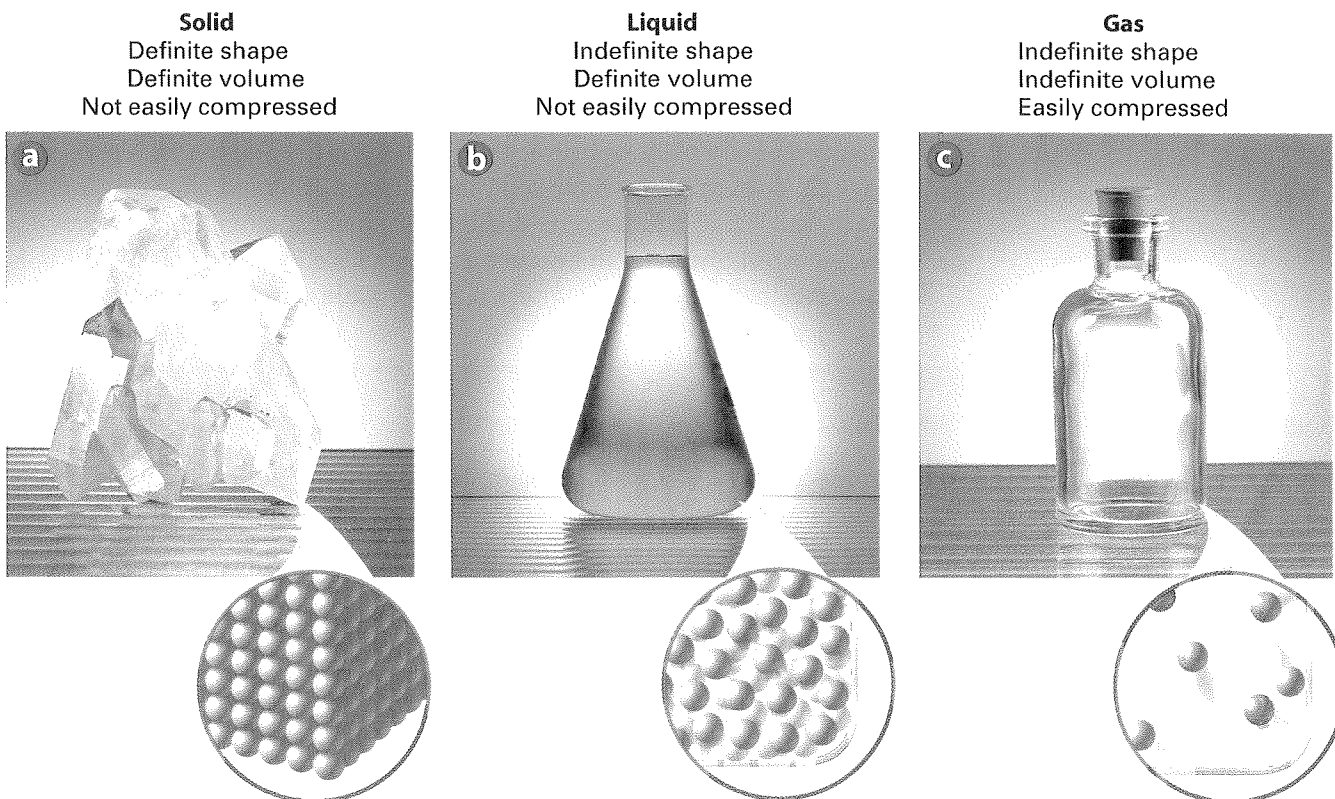 Solid
Definite shape
Definite volume
Not easily compressed
Liquid
Indefinite shape
Definite volume
Not easily compressed
Gas
Indefinite shape
Indefinite volume
Easily compressed
a
b
c